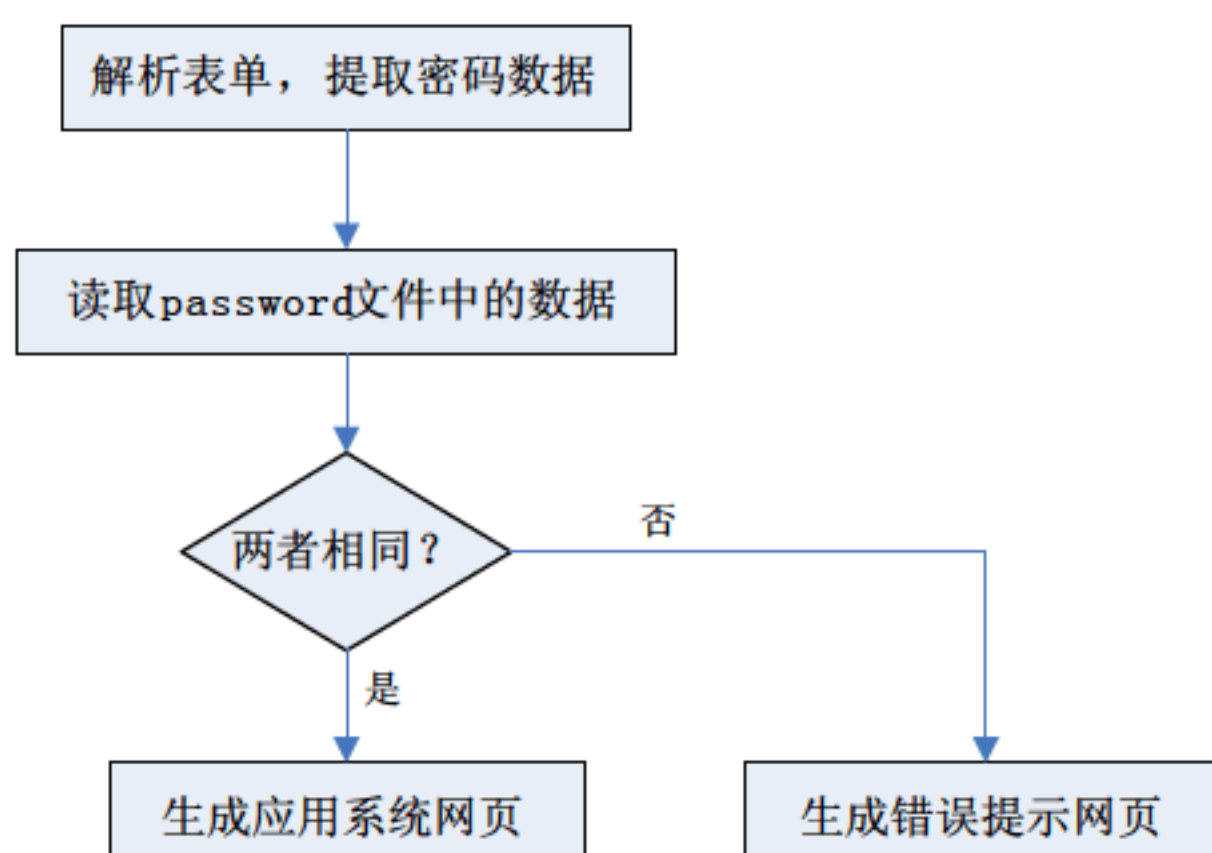 解析表单，提取密码数据
读取password文件中的数据
两者相同？
否
是
生成应用系统网页
生成错误提示网页